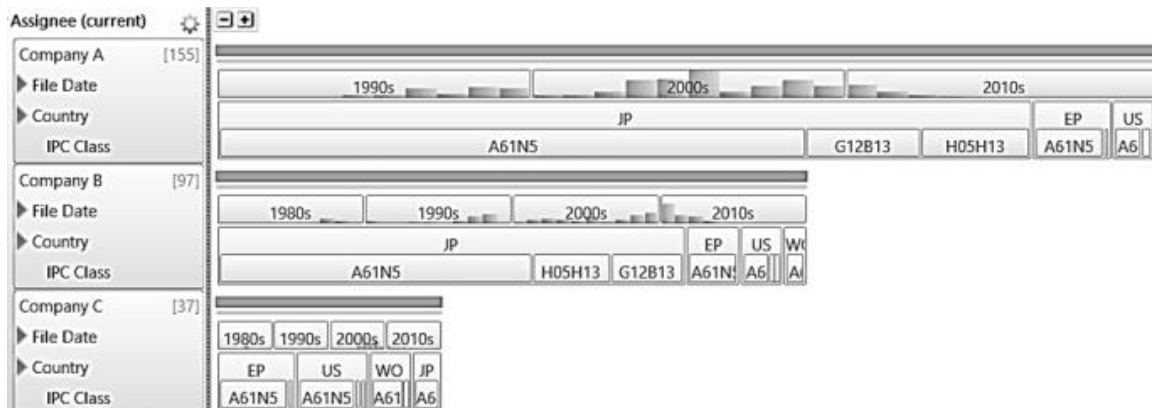 Assignee (current)
Company A [155]
File Date 1990s 2000s 2010s
Country JP EP US
IPC Class A61N5 G12B13 H05H13 A61N5 A6
Company B [97]
File Date 1980s 1990s 2000s 2010s
Country JP EP US WO
IPC Class A61N5 H05H13 G12B13 A61N5 A6 A6
Company C [37]
File Date 1980s 1990s 2000s 2010s
Country EP US WO JP
IPC Class A61N5 A61N5 A61 A6